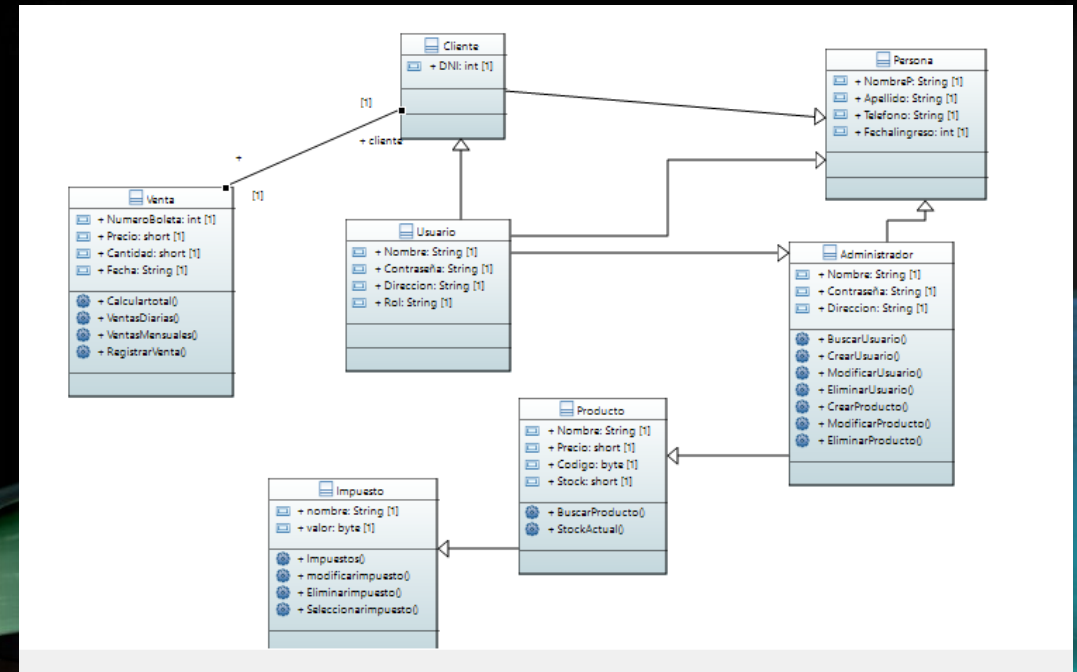 Cliente
+ DNI: int [1]
Persona
+ NombreP: String [1]
+ Apellido: String [1]
+ Telefono: String [1]
+ FechaIingreso: int [1]
[1]
+ cliente
+
[1]
Venta
+ NumeroBoleta: int [1]
+ Precio: short [1]
+ Cantidad: short [1]
+ Fecha: String [1]
+ Calculartotal()
+ VentasDiarias()
+ VentasMensuales()
+ RegistrarVenta()
Usuario
+ Nombre: String [1]
+ Contraseña: String [1]
+ Direccion: String [1]
+ Rol: String [1]
Administrador
+ Nombre: String [1]
+ Contraseña: String [1]
+ Direccion: String [1]
+ BuscarUsuario()
+ CrearUsuario()
+ ModificarUsuario()
+ EliminarUsuario()
+ CrearProducto()
+ ModificarProducto()
+ EliminarProducto()
Producto
+ Nombre: String [1]
+ Precio: short [1]
+ Codigo: byte [1]
+ Stock: short [1]
+ BuscarProducto()
+ StockActual()
Impuesto
+ nombre: String [1]
+ valor: byte [1]
+ Impuestos()
+ modificarimpuesto()
+ Eliminarimpuesto()
+ Seleccionarimpuesto()